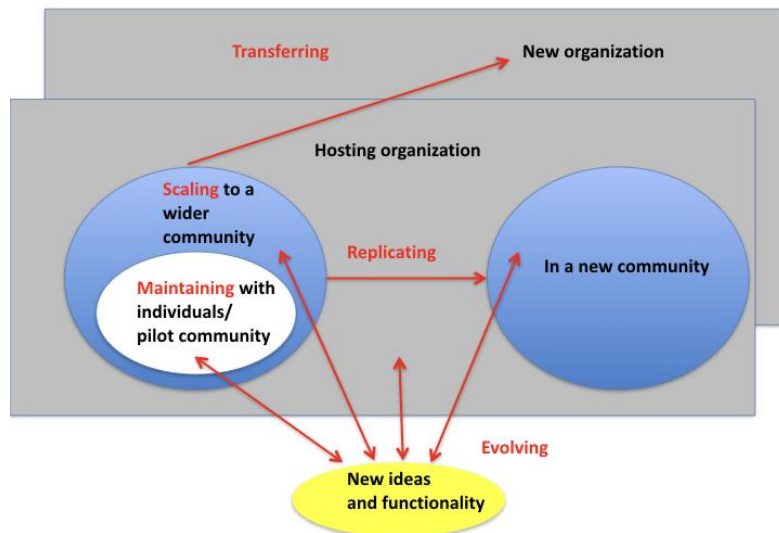 Transferring
New organization
Hosting organization
Scaling to a
wider
community
Replicating
In a new community
Maintaining with
individuals/
pilot community
Evolving
New ideas
and functionality